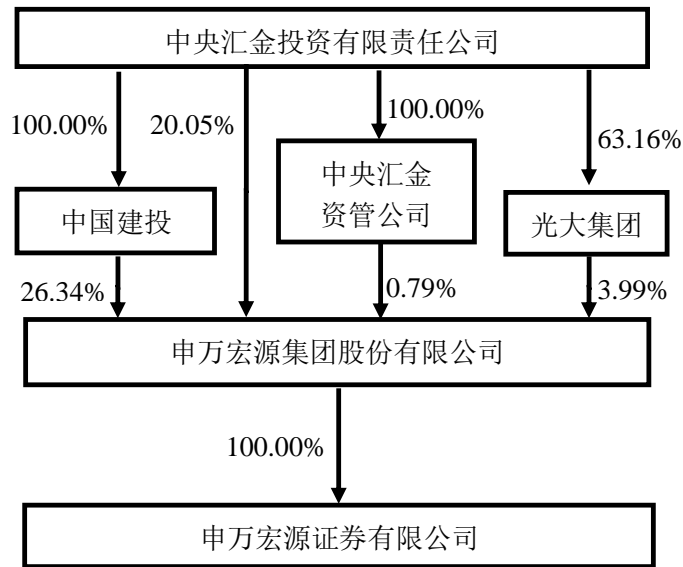 中央汇金投资有限责任公司
100.00%
20.05%
100.00%
63.16%
中央汇金
资管公司
中国建投
光大集团
26.34%
0.79%
3.99%
申万宏源集团股份有限公司
100.00%
申万宏源证券有限公司